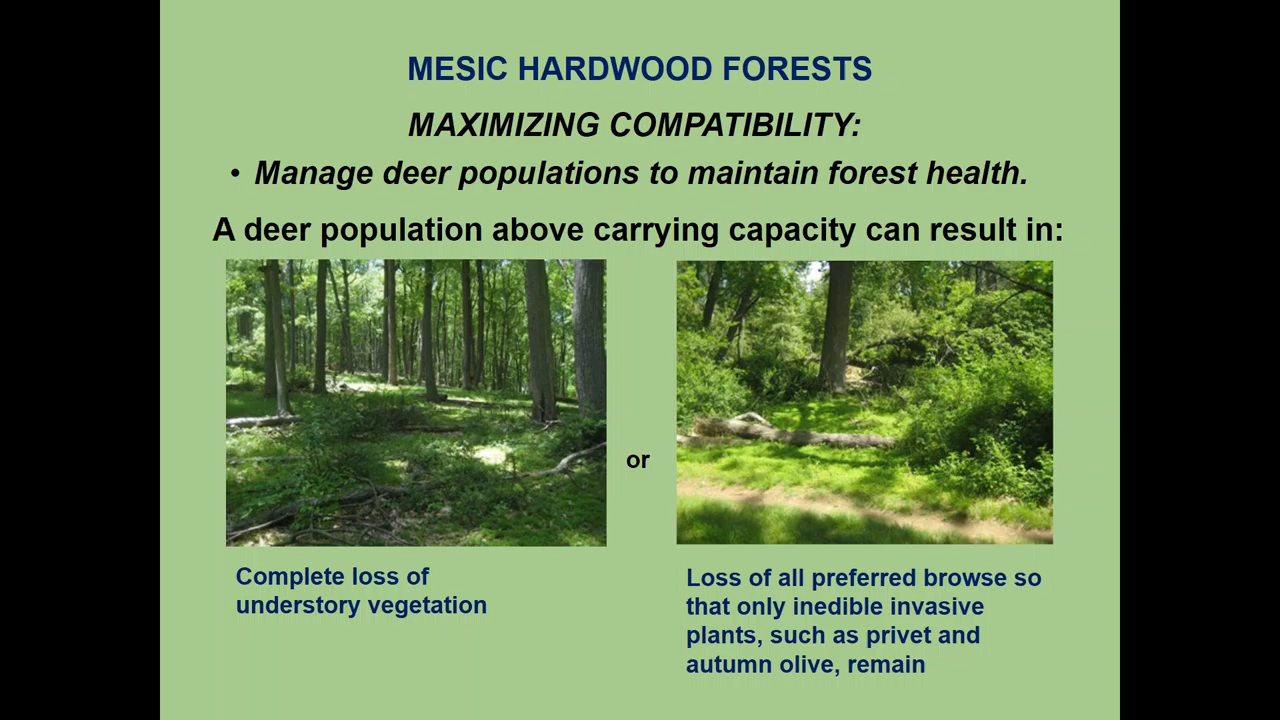 MESIC HARDWOOD FORESTS
MAXIMIZING COMPATIBILITY:
• Manage deer populations to maintain forest health.
A deer population above carrying capacity can result in:
or
Complete loss of
understory vegetation
Loss of all preferred browse so
that only inedible invasive
plants, such as privet and
autumn olive, remain